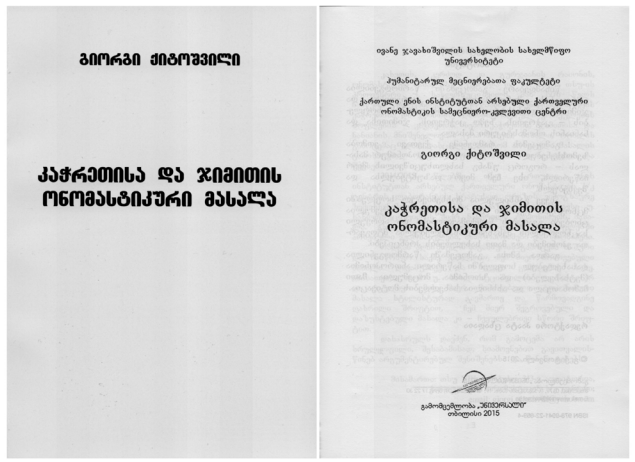 გიორგი ქიტოშვილი
კაჭრეთისა და ჯიმითის
ონომასტიკური მასალა
ივანე ჯავახიშვილის სახელობის სახელმწიფო
უნივერსიტეტი
ჰუმანიტარულ მეცნიერებათა ფაკულტეტი
ქართული ენის ინსტიტუტთან არსებული ქართველური
ონომასტიკის სამეცნიერო-კვლევითი ცენტრი
გიორგი ქიტოშვილი
კაჭრეთისა და ჯიმითის
ონომასტიკური მასალა
გამომცემლობა „უნივერსალი“
თბილისი 2015